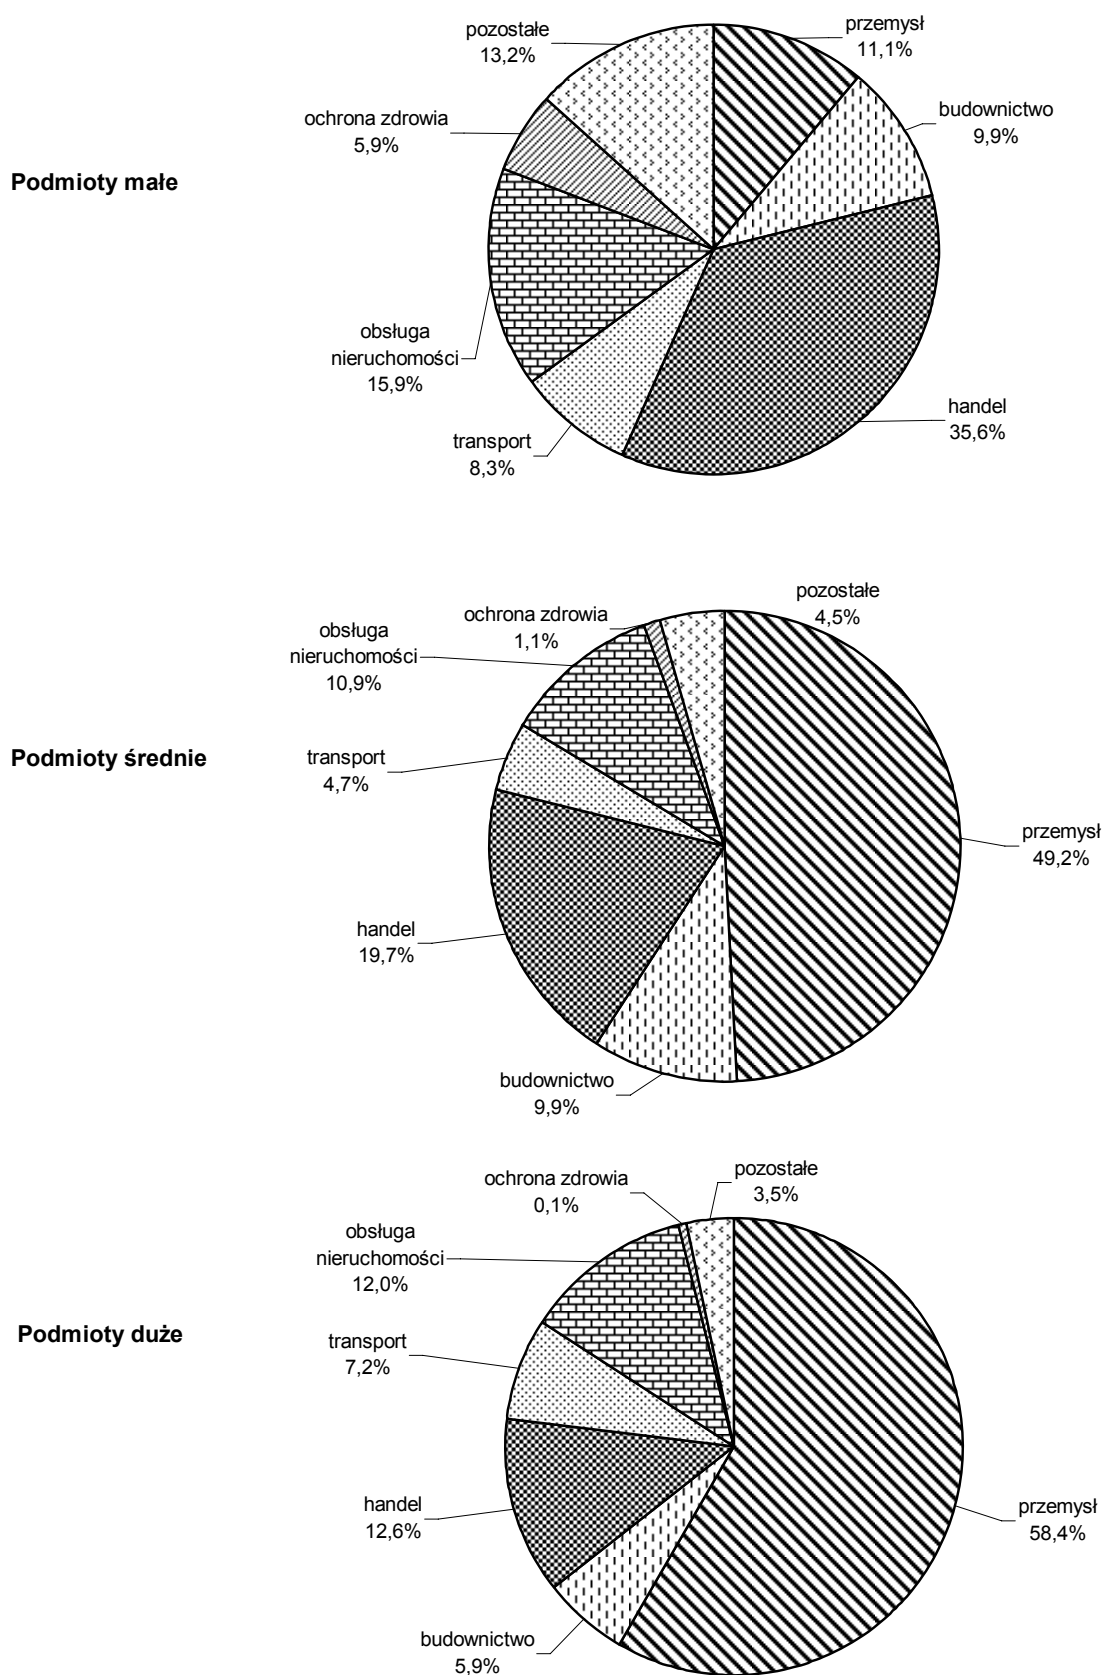 pozostałe
13,2%
przemysł
11,1%
ochrona zdrowia
5,9%
budownictwo
9,9%
Podmioty małe
obsługa
nieruchomości
15,9%
handel
35,6%
transport
8,3%
pozostałe
4,5%
ochrona zdrowia
1,1%
obsługa
nieruchomości
10,9%
Podmioty średnie
transport
4,7%
przemysł
49,2%
handel
19,7%
budownictwo
9,9%
ochrona zdrowia
0,1%
pozostałe
3,5%
obsługa
nieruchomości
12,0%
Podmioty duże
transport
7,2%
handel
12,6%
przemysł
58,4%
budownictwo
5,9%